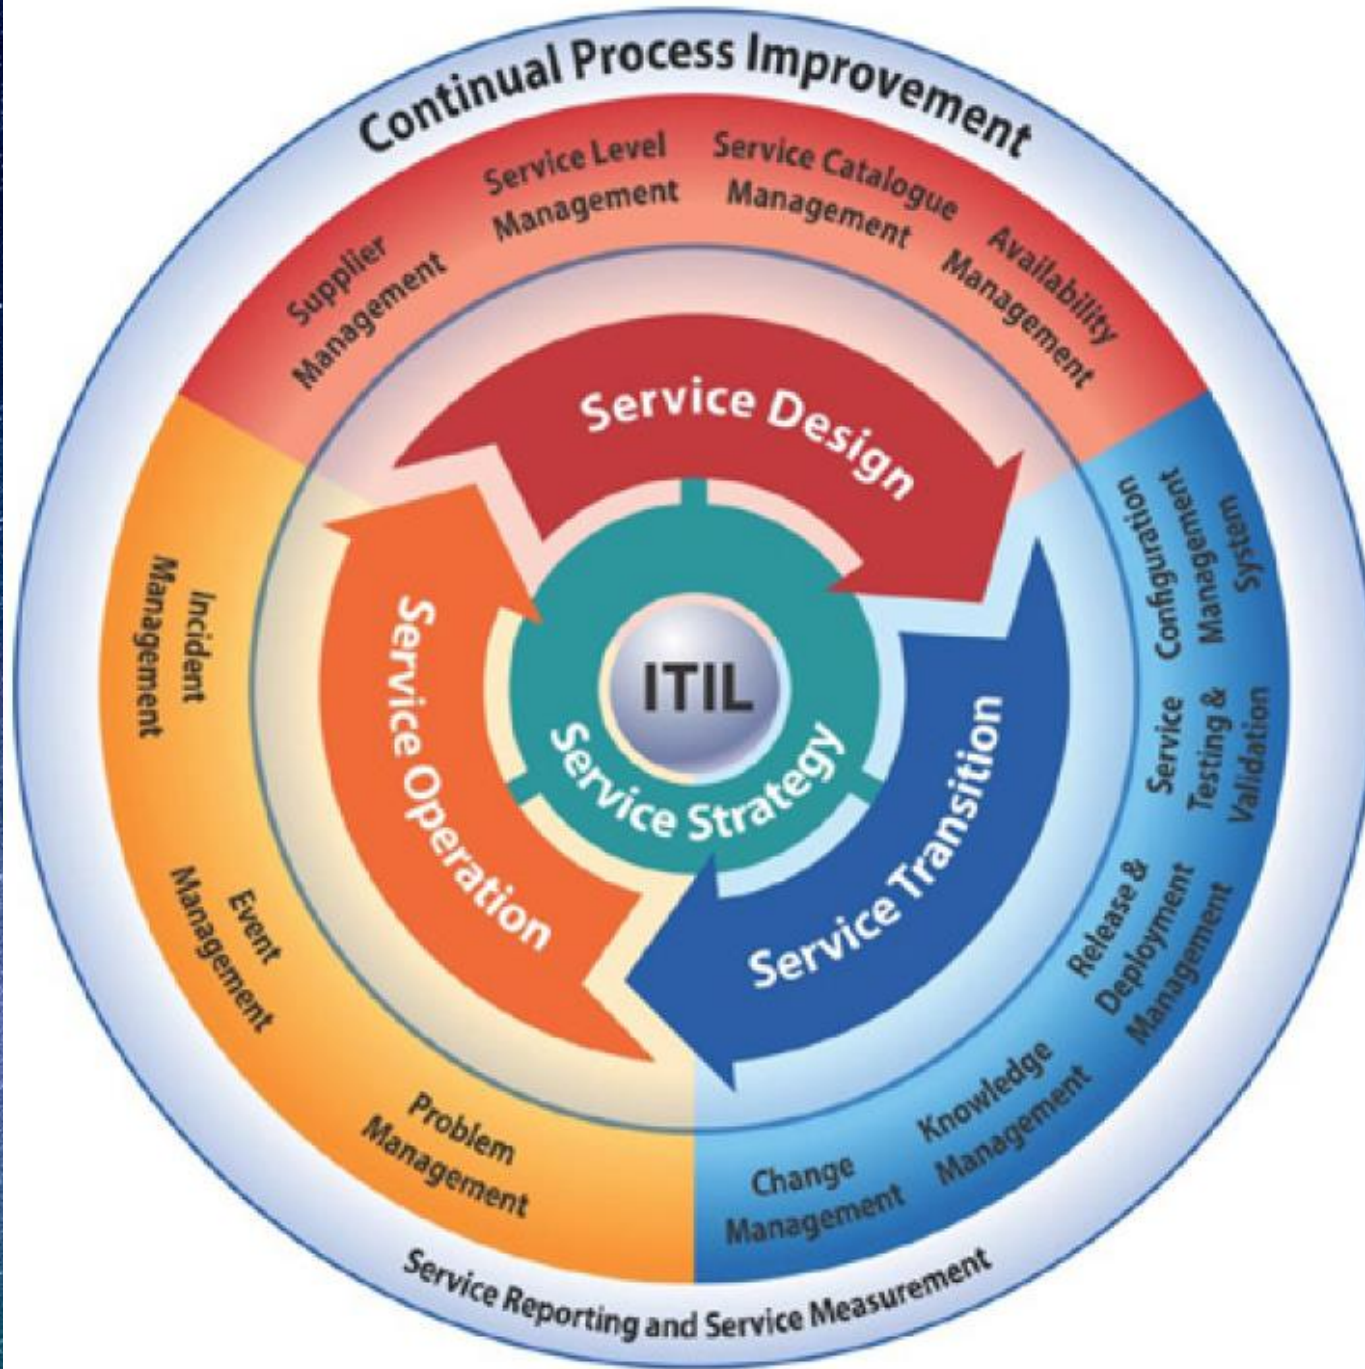 Continual Process Improvement
Supplier
Management
Service Level
Management
Service Catalogue
Management
Availability
Management
Configuration
Management
System
Service
Testing &
Validation
Release &
Deployment
Management
Knowledge
Management
Change
Management
Problem
Management
Event
Management
Incident
Management
Service Design
Service Transition
Service Operation
Service Strategy
ITIL
Service Reporting and Service Measurement